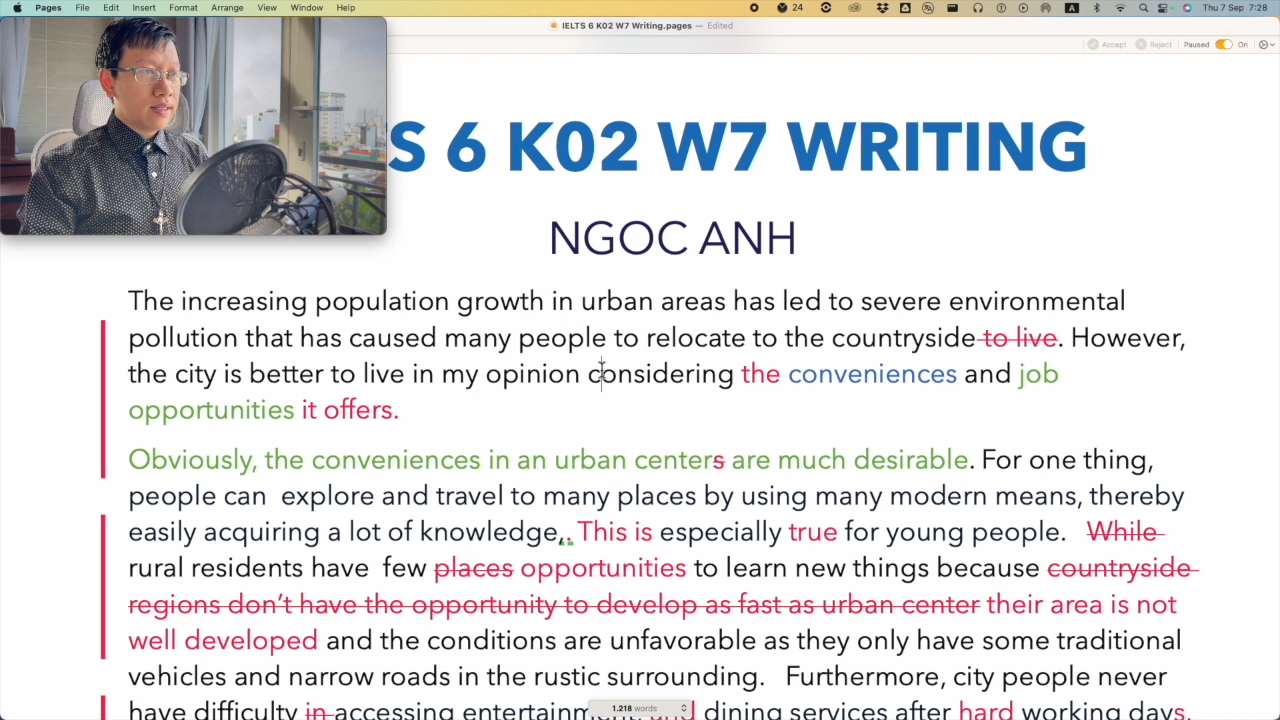 Pages File Edit Insert Format Arrange View Window Help 24 A Thu 7 Sep 7:28
IELTS 6 K02 W7 Writing.pages — Edited
Accept Reject Paused On
S 6 K02 W7 WRITING
NGOC ANH
The increasing population growth in urban areas has led to severe environmental
pollution that has caused many people to relocate to the countryside to live. However,
the city is better to live in my opinion considering the conveniences and job
opportunities it offers.
Obviously, the conveniences in an urban centers are much desirable. For one thing,
people can explore and travel to many places by using many modern means, thereby
easily acquiring a lot of knowledge,. This is especially true for young people. While
rural residents have few places opportunities to learn new things because countryside
regions don't have the opportunity to develop as fast as urban center their area is not
well developed and the conditions are unfavorable as they only have some traditional
vehicles and narrow roads in the rustic surrounding. Furthermore, city people never
have difficulty in accessing entertainment. and dining services after hard working days.
1.218 words